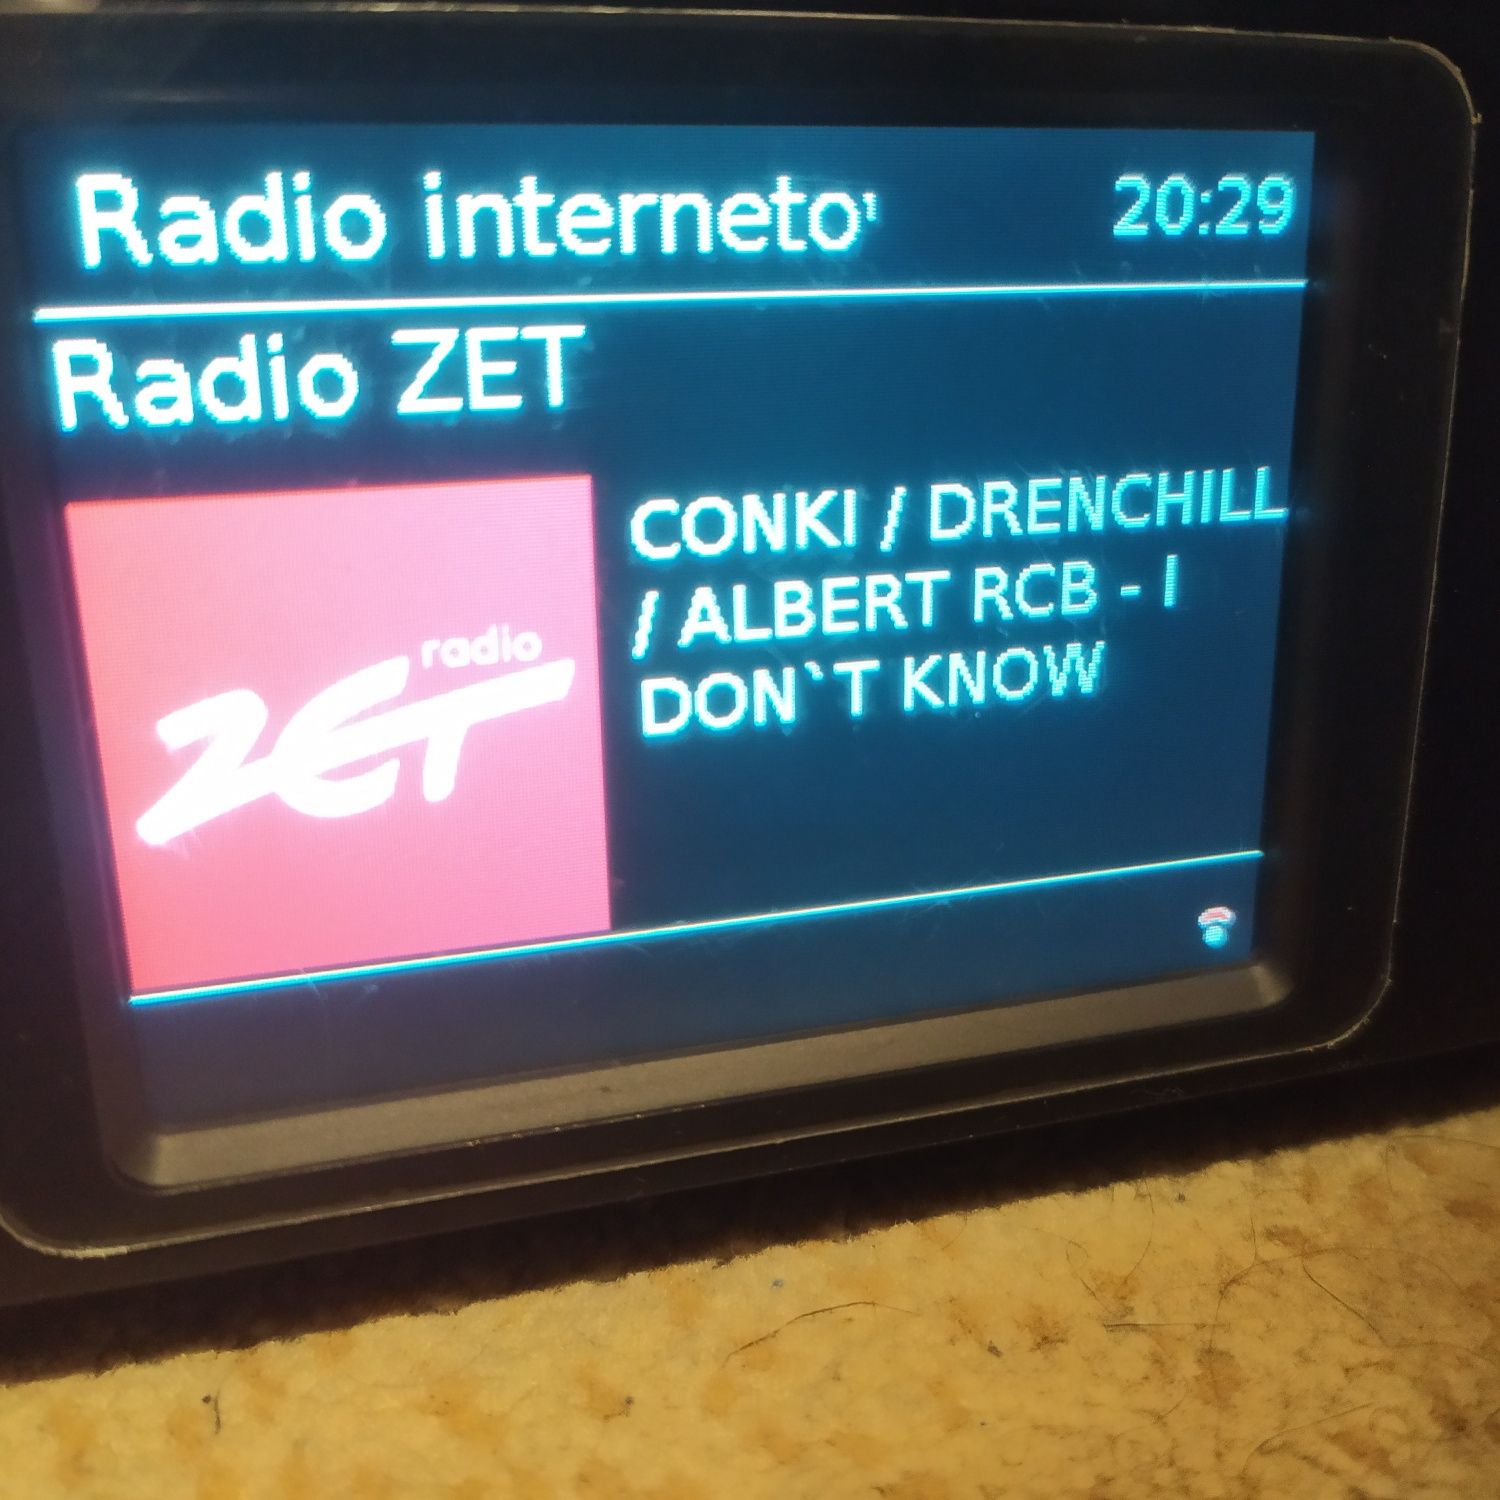 Radio interneto
20:29
Radio ZET
radio
ZET
CONKI / DRENCHILL
/ ALBERT RCB - I
DON`T KNOW